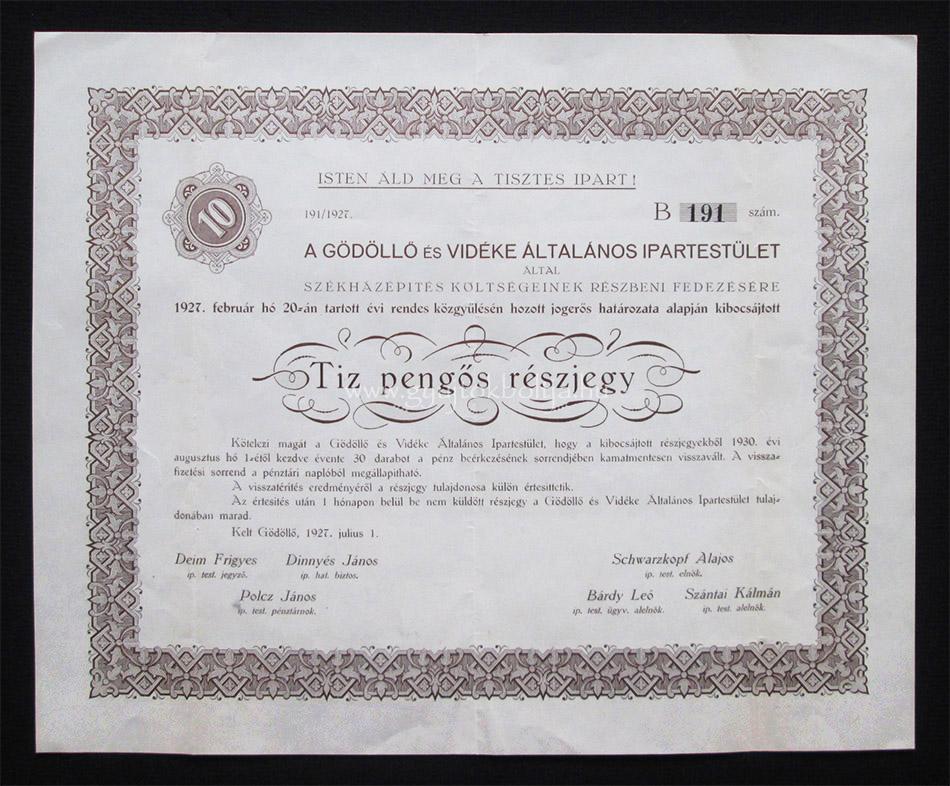 ISTEN ÁLD MEG A TISZTES IPART!
10
191/1927.
B 191 szám.
A GÖDÖLLŐ ÉS VIDÉKE ÁLTALÁNOS IPARTESTÜLET
ÁLTAL
SZÉKHÁZÉPITÉS KÖLTSÉGEINEK RÉSZBENI FEDEZÉSÉRE
1927. február hó 20-án tartott évi rendes közgyülésén hozott jogerős határozata alapján kibocsájtott
Tiz pengős részjegy
Kötelezi magát a Gödöllő és Vidéke Általános Ipartestület, hogy a kibocsájtott részjegyekből 1930. évi
augusztus hó 1-étől kezdve évente 30 darabot a pénz beérkezésének sorrendjében kamatmentesen visszavált. A vissza-
fizetési sorrend a pénztári naplóból megállapitható.
A visszatérités eredményéről a részjegy tulajdonosa külön értesittetik.
Az értesités után 1 hónapon belül be nem küldött részjegy a Gödöllő és Vidéke Általános Ipartestület tulaj-
donában marad.
Kelt Gödöllő, 1927. julius 1.
Deim Frigyes Dinnyés János Schwarzkopf Alajos
ip. test. jegyző. ip. hat. biztos. ip. test. elnök.
Polcz János Bárdy Leó Szántai Kálmán
ip. test. pénztárnok. ip. test. ügyv. alelnök. ip. test. alelnök.